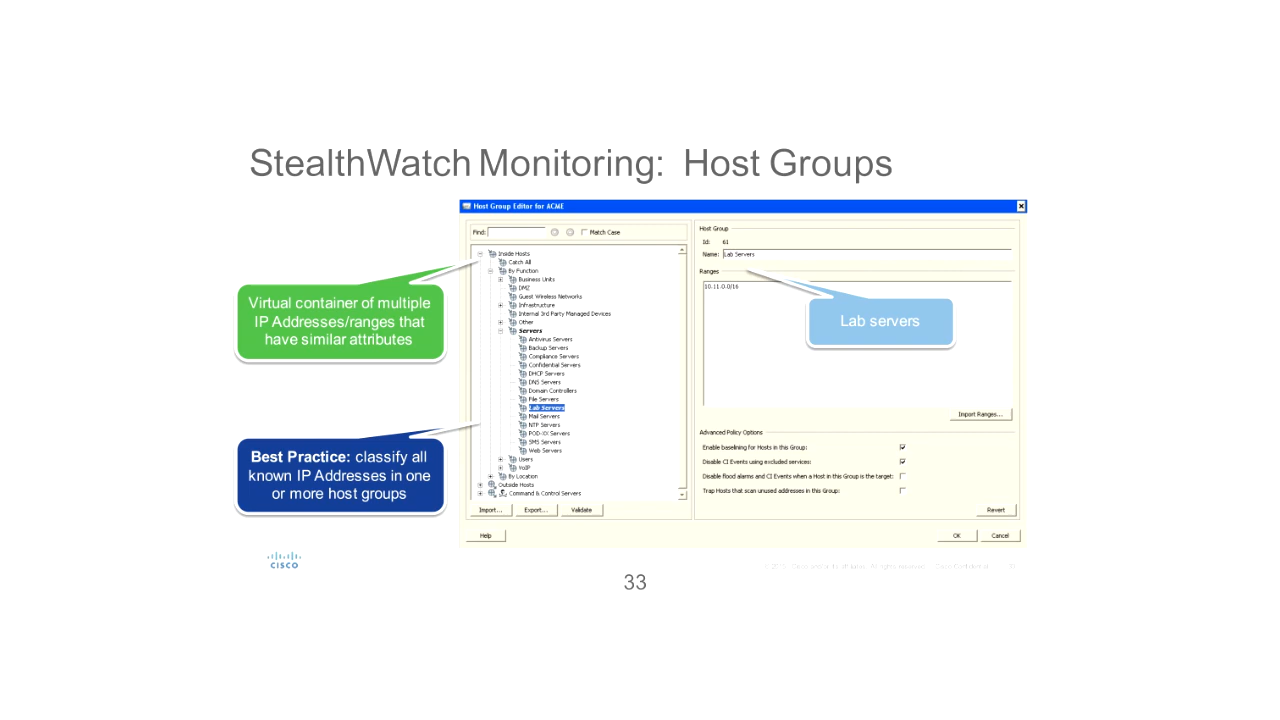 StealthWatch Monitoring:  Host Groups
Host Group Editor for ACME
Find:
Match Case
Inside Hosts
Catch All
By Function
Business Units
DMZ
Guest Wireless Networks
Infrastructure
Internal 3rd Party Managed Devices
Other
Servers
Antivirus Servers
Backup Servers
Compliance Servers
Confidential Servers
DHCP Servers
DNS Servers
Domain Controllers
File Servers
Lab Servers
Mail Servers
NTP Servers
POD-XX Servers
SMS Servers
Web Servers
Users
VoIP
By Location
Outside Hosts
Command & Control Servers
Import...
Export...
Validate
Host Group
Id: 61
Name: Lab Servers
Ranges
10.11.0.0/16
Import Ranges...
Advanced Policy Options
Enable baselining for Hosts in this Group:
Disable CI Events using excluded services:
Disable flood alarms and CI Events when a Host in this Group is the target:
Trap Hosts that scan unused addresses in this Group:
Revert
Help
OK
Cancel
Virtual container of multiple
IP Addresses/ranges that
have similar attributes
Lab servers
Best Practice: classify all
known IP Addresses in one
or more host groups
CISCO
33